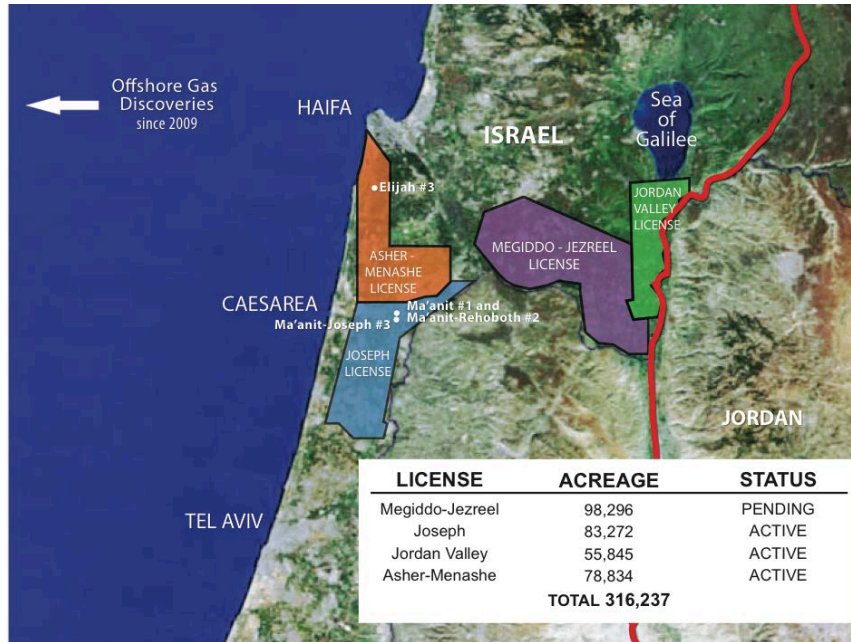 Offshore Gas
Discoveries
since 2009
HAIFA
ISRAEL
Sea
of
Galilee
Elijah #3
JORDAN
VALLEY
LICENSE
MEGIDDO - JEZREEL
LICENSE
ASHER -
MENASHE
LICENSE
CAESAREA
Ma'anit #1 and
Ma'anit-Rehoboth #2
Ma'anit-Joseph #3
JOSEPH
LICENSE
JORDAN
TEL AVIV
LICENSE ACREAGE STATUS
Megiddo-Jezreel 98,296 PENDING
Joseph 83,272 ACTIVE
Jordan Valley 55,845 ACTIVE
Asher-Menashe 78,834 ACTIVE
TOTAL 316,237